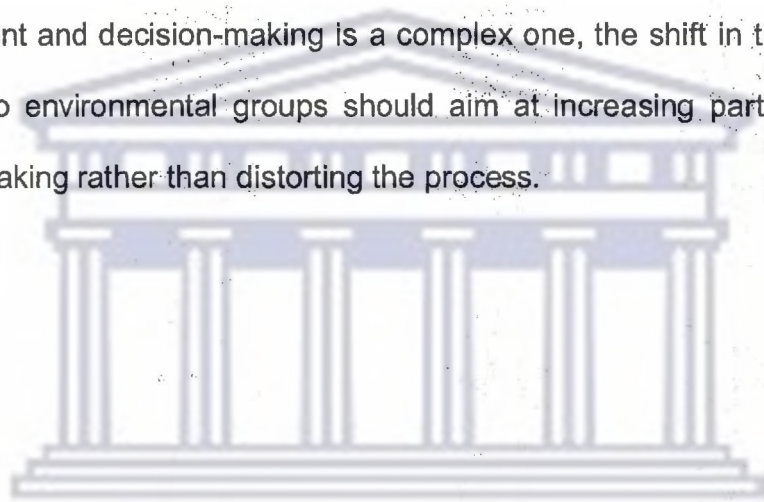 nt and decision-making is a complex one, the shift in t
o environmental groups should aim at increasing part
aking rather than distorting the process.